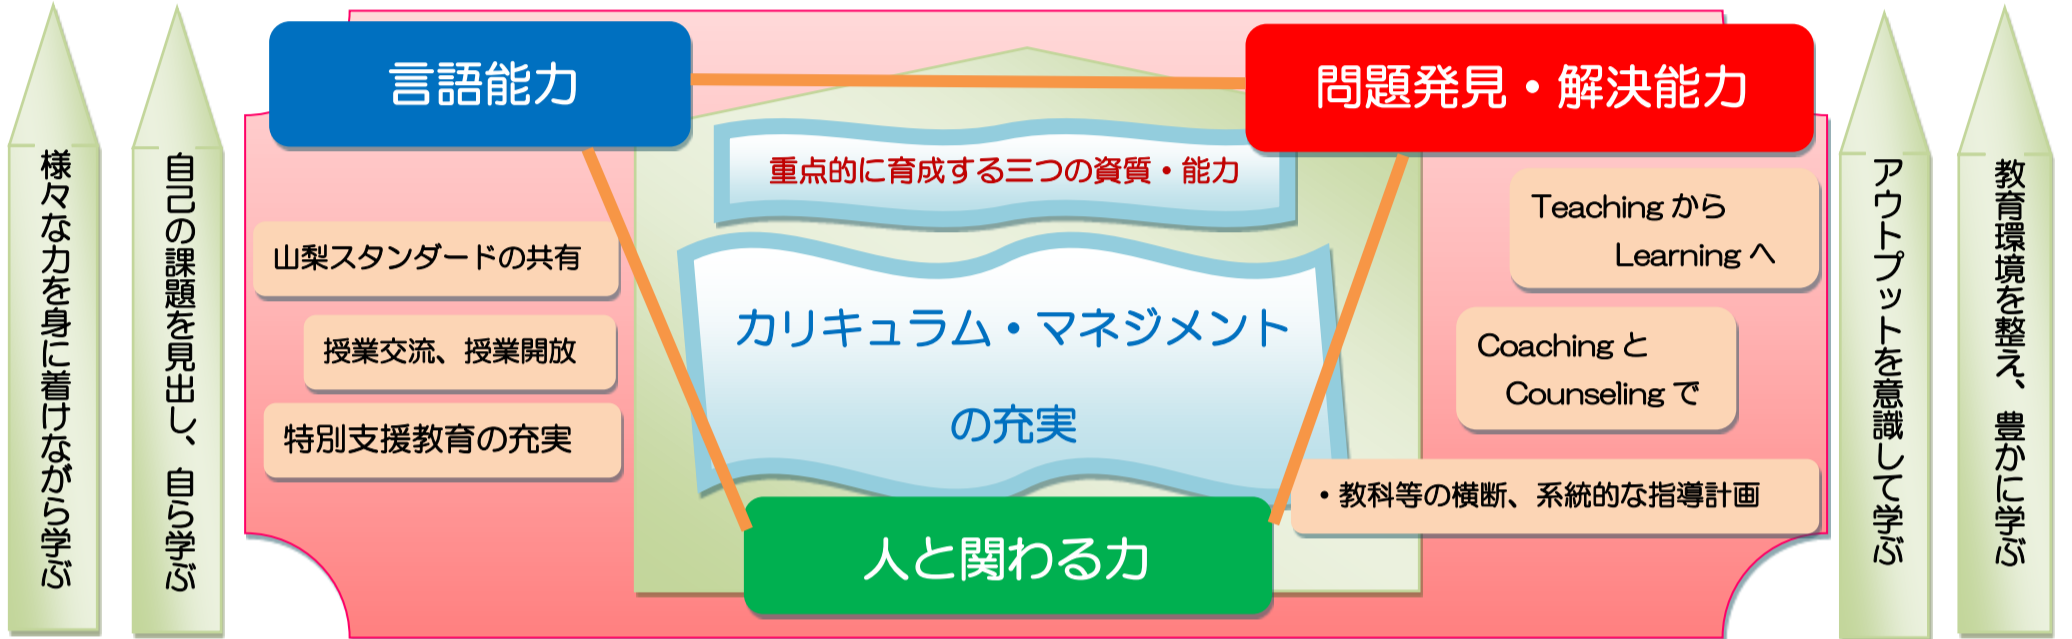 様々な力を身に着けながら学ぶ
自己の課題を見出し、自ら学ぶ
言語能力
問題発見・解決能力
重点的に育成する三つの資質・能力
カリキュラム・マネジメント
の充実
人と関わる力
山梨スタンダードの共有
授業交流、授業開放
特別支援教育の充実
Teaching から
Learning へ
Coaching と
Counseling で
・教科等の横断、系統的な指導計画
アウトプットを意識して学ぶ
教育環境を整え、豊かに学ぶ